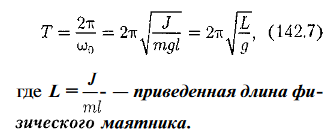 T = 2π/ω₀ = 2π√(J/mgl) = 2π√(L/g), (142.7)
где L = J/ml — приведенная длина фи-
зического маятника.